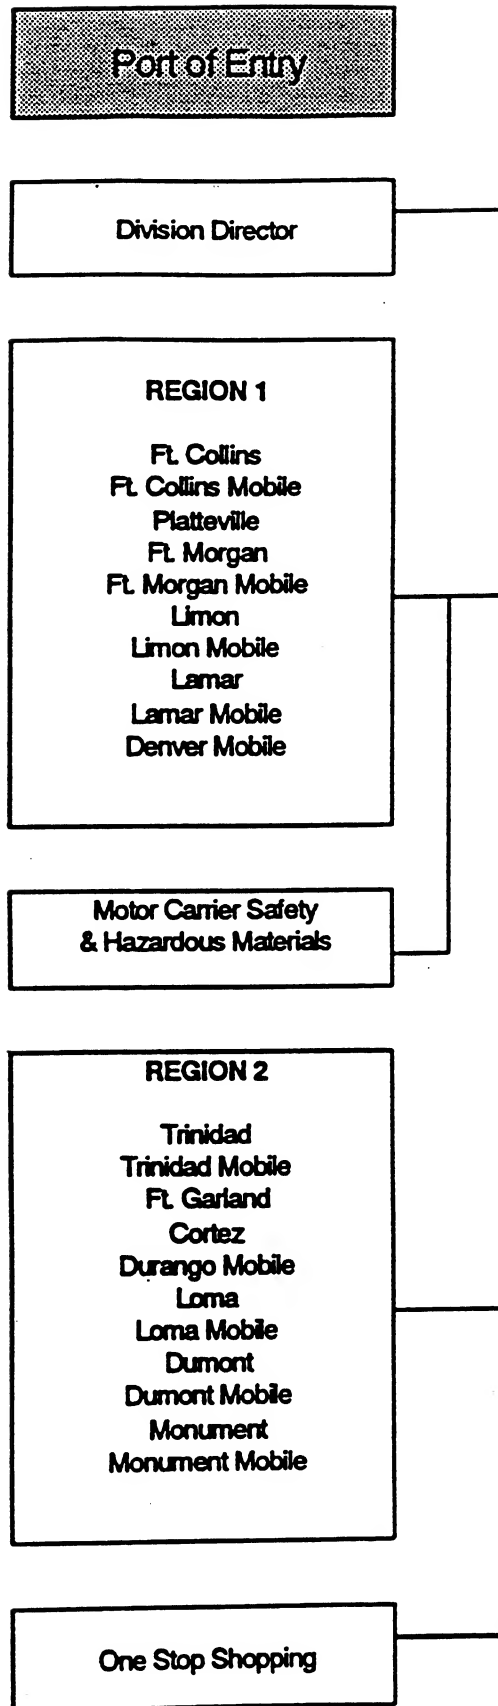 Port of Entry
Division Director
REGION 1
Ft. Collins
Ft. Collins Mobile
Platteville
Ft. Morgan
Ft. Morgan Mobile
Limon
Limon Mobile
Lamar
Lamar Mobile
Denver Mobile
Motor Carrier Safety
& Hazardous Materials
REGION 2
Trinidad
Trinidad Mobile
Ft. Garland
Cortez
Durango Mobile
Loma
Loma Mobile
Dumont
Dumont Mobile
Monument
Monument Mobile
One Stop Shopping